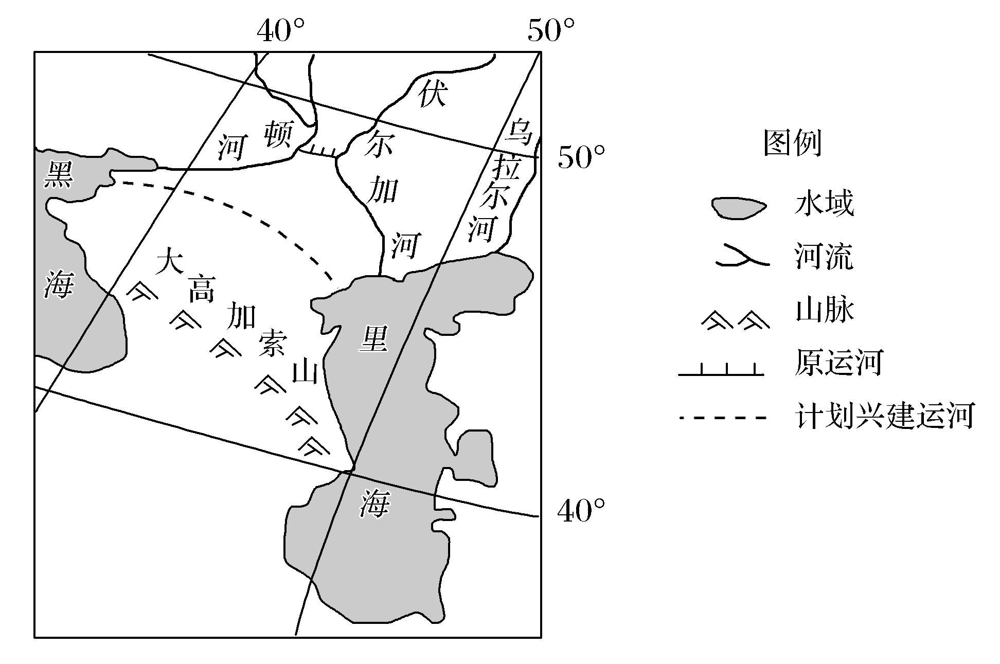 40°
50°
50°
40°
黑海
顿河
伏尔加河
乌拉尔河
大高加索山
里海
图例
水域
河流
山脉
原运河
计划兴建运河